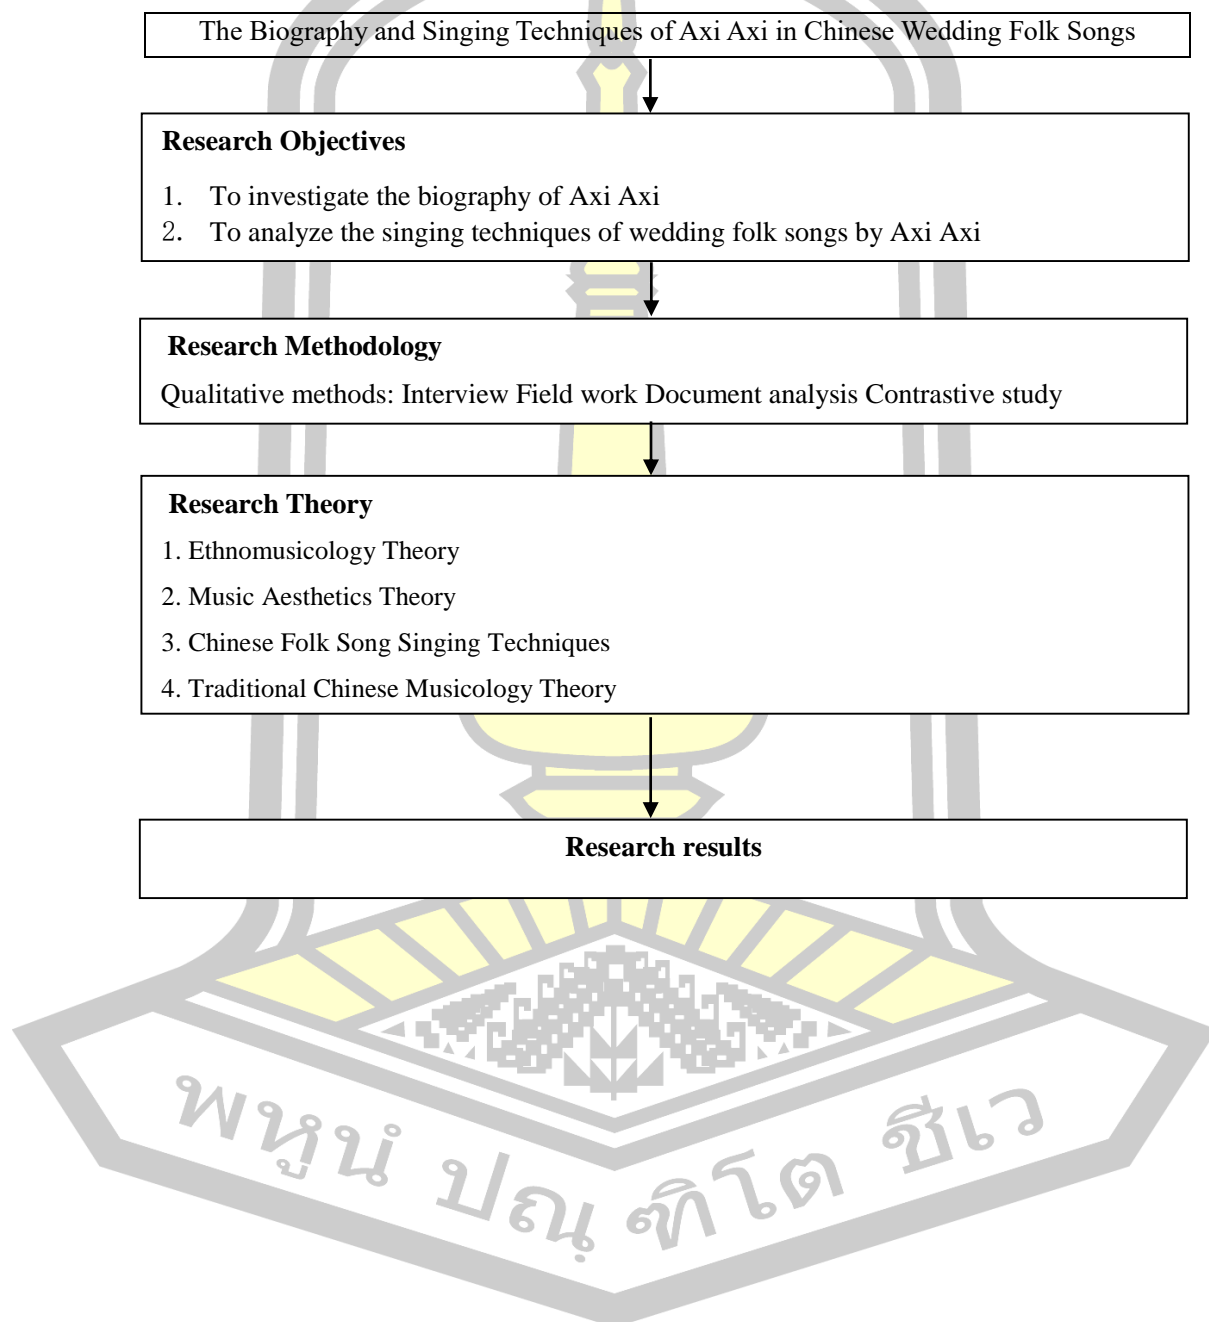 The Biography and Singing Techniques of Axi Axi in Chinese Wedding Folk Songs
Research Objectives
1. To investigate the biography of Axi Axi
2. To analyze the singing techniques of wedding folk songs by Axi Axi
Research Methodology
Qualitative methods: Interview Field work Document analysis Contrastive study
Research Theory
1. Ethnomusicology Theory
2. Music Aesthetics Theory
3. Chinese Folk Song Singing Techniques
4. Traditional Chinese Musicology Theory
Research results
พหูนํ ปณฺ ฑิโต ชีเว